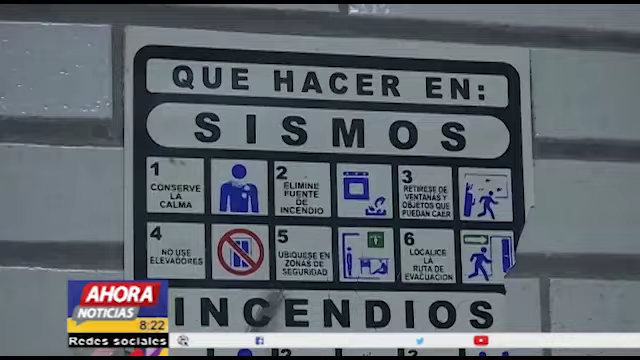 QUE HACER EN:
SISMOS
1
CONSERVE
LA
CALMA
2
ELIMINE
FUENTE
DE
INCENDIO
3
RETIRESE DE
VENTANAS Y
OBJETOS QUE
PUEDAN CAER
4
NO USE
ELEVADORES
5
UBIQUESE EN
ZONAS DE
SEGURIDAD
6
LOCALICE
LA
RUTA DE
EVACUACIÓN
INCENDIOS
AHORA
NOTICIAS
8:22
Redes sociales